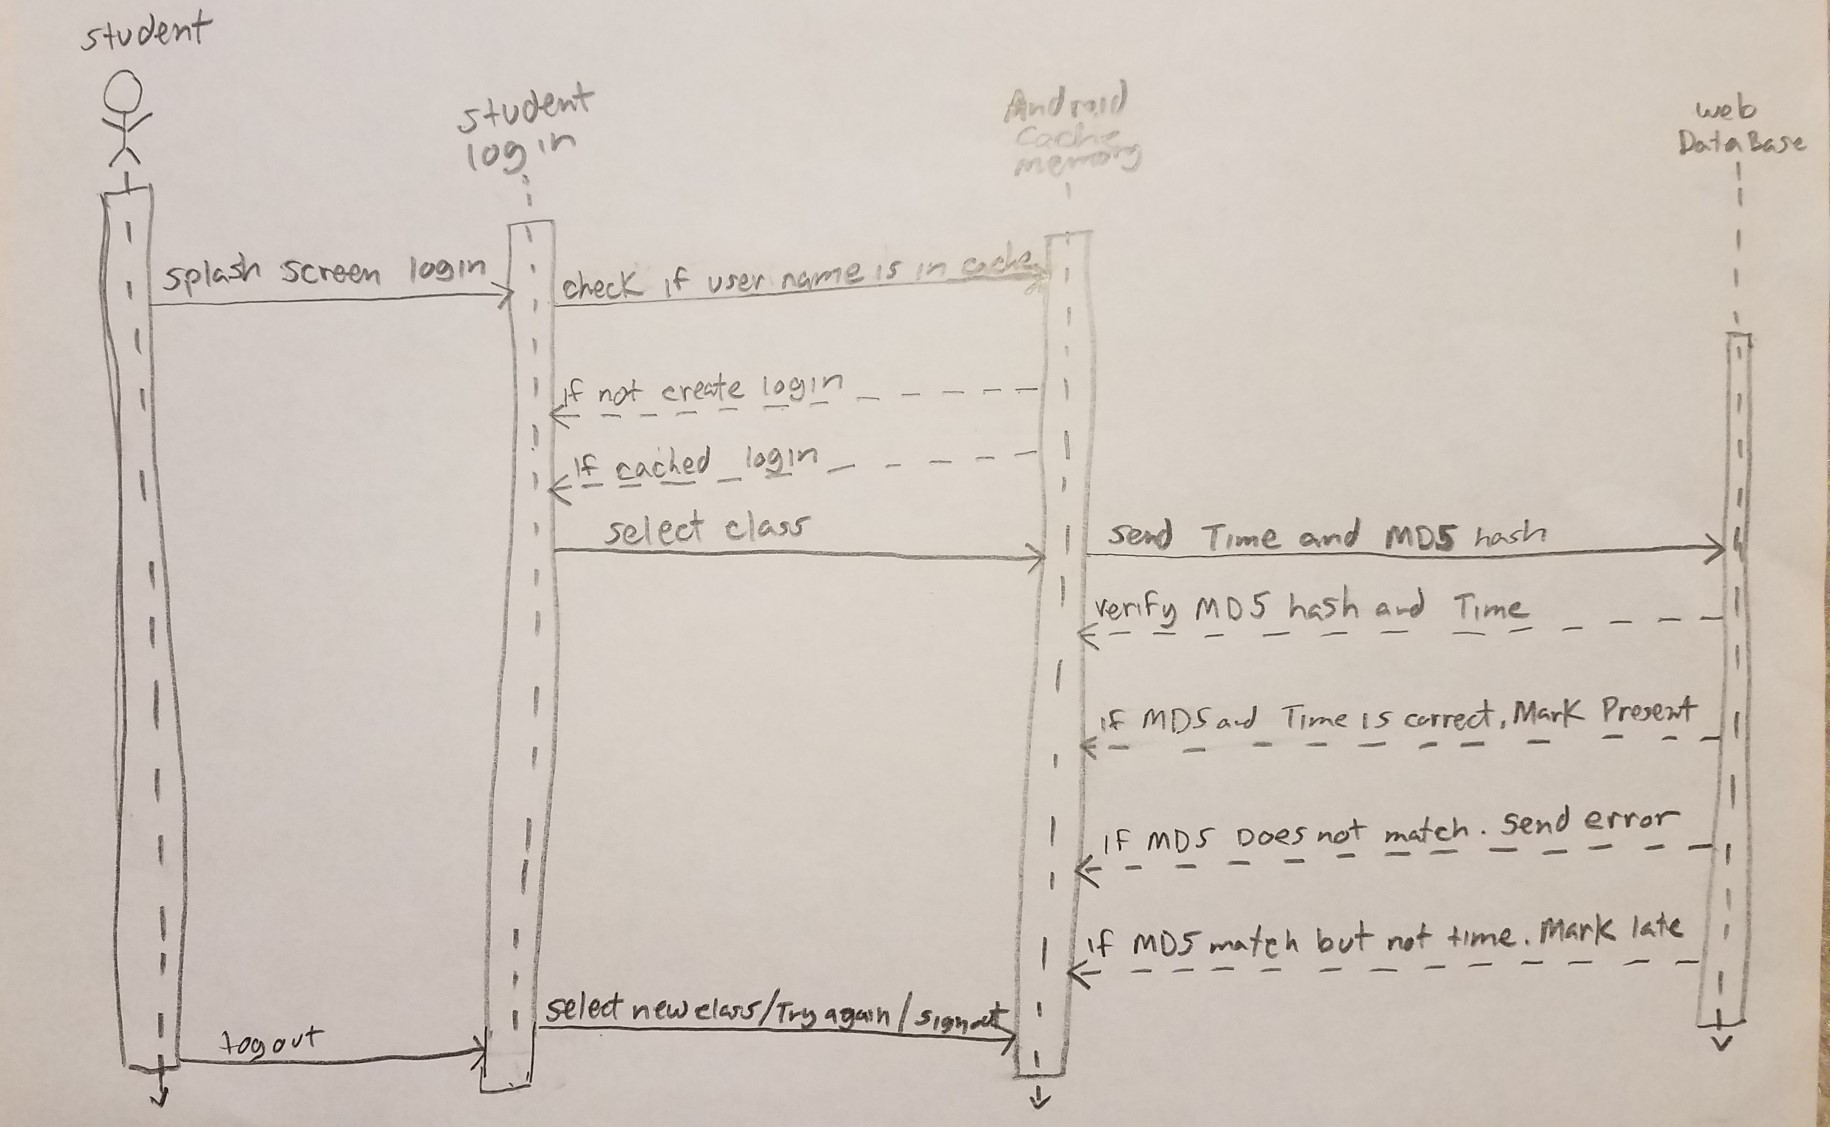 student
student
login
Android
cache
memory
web
DataBase
splash screen login
check if user name is in cache
if not create login
if cached login
select class
send Time and MD5 hash
verify MD5 hash and Time
if MD5 and Time is correct, Mark Present
if MD5 Does not match. send error
if MD5 match but not time. Mark late
select new class/Try again/signout
logout